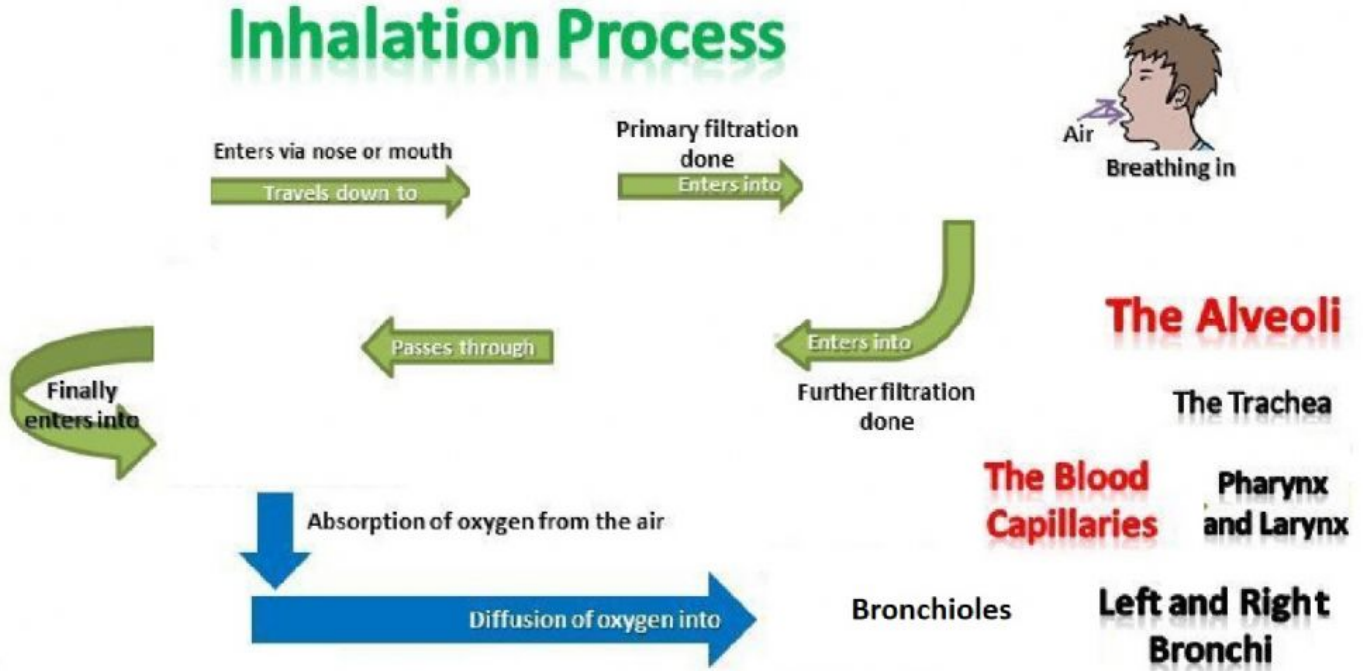 Inhalation Process
Enters via nose or mouth
Travels down to
Primary filtration
done
Enters into
Air
Breathing in
Passes through
Enters into
Further filtration
done
Finally
enters into
The Alveoli
The Trachea
The Blood
Capillaries
Pharynx
and Larynx
Absorption of oxygen from the air
Diffusion of oxygen into
Bronchioles
Left and Right
Bronchi